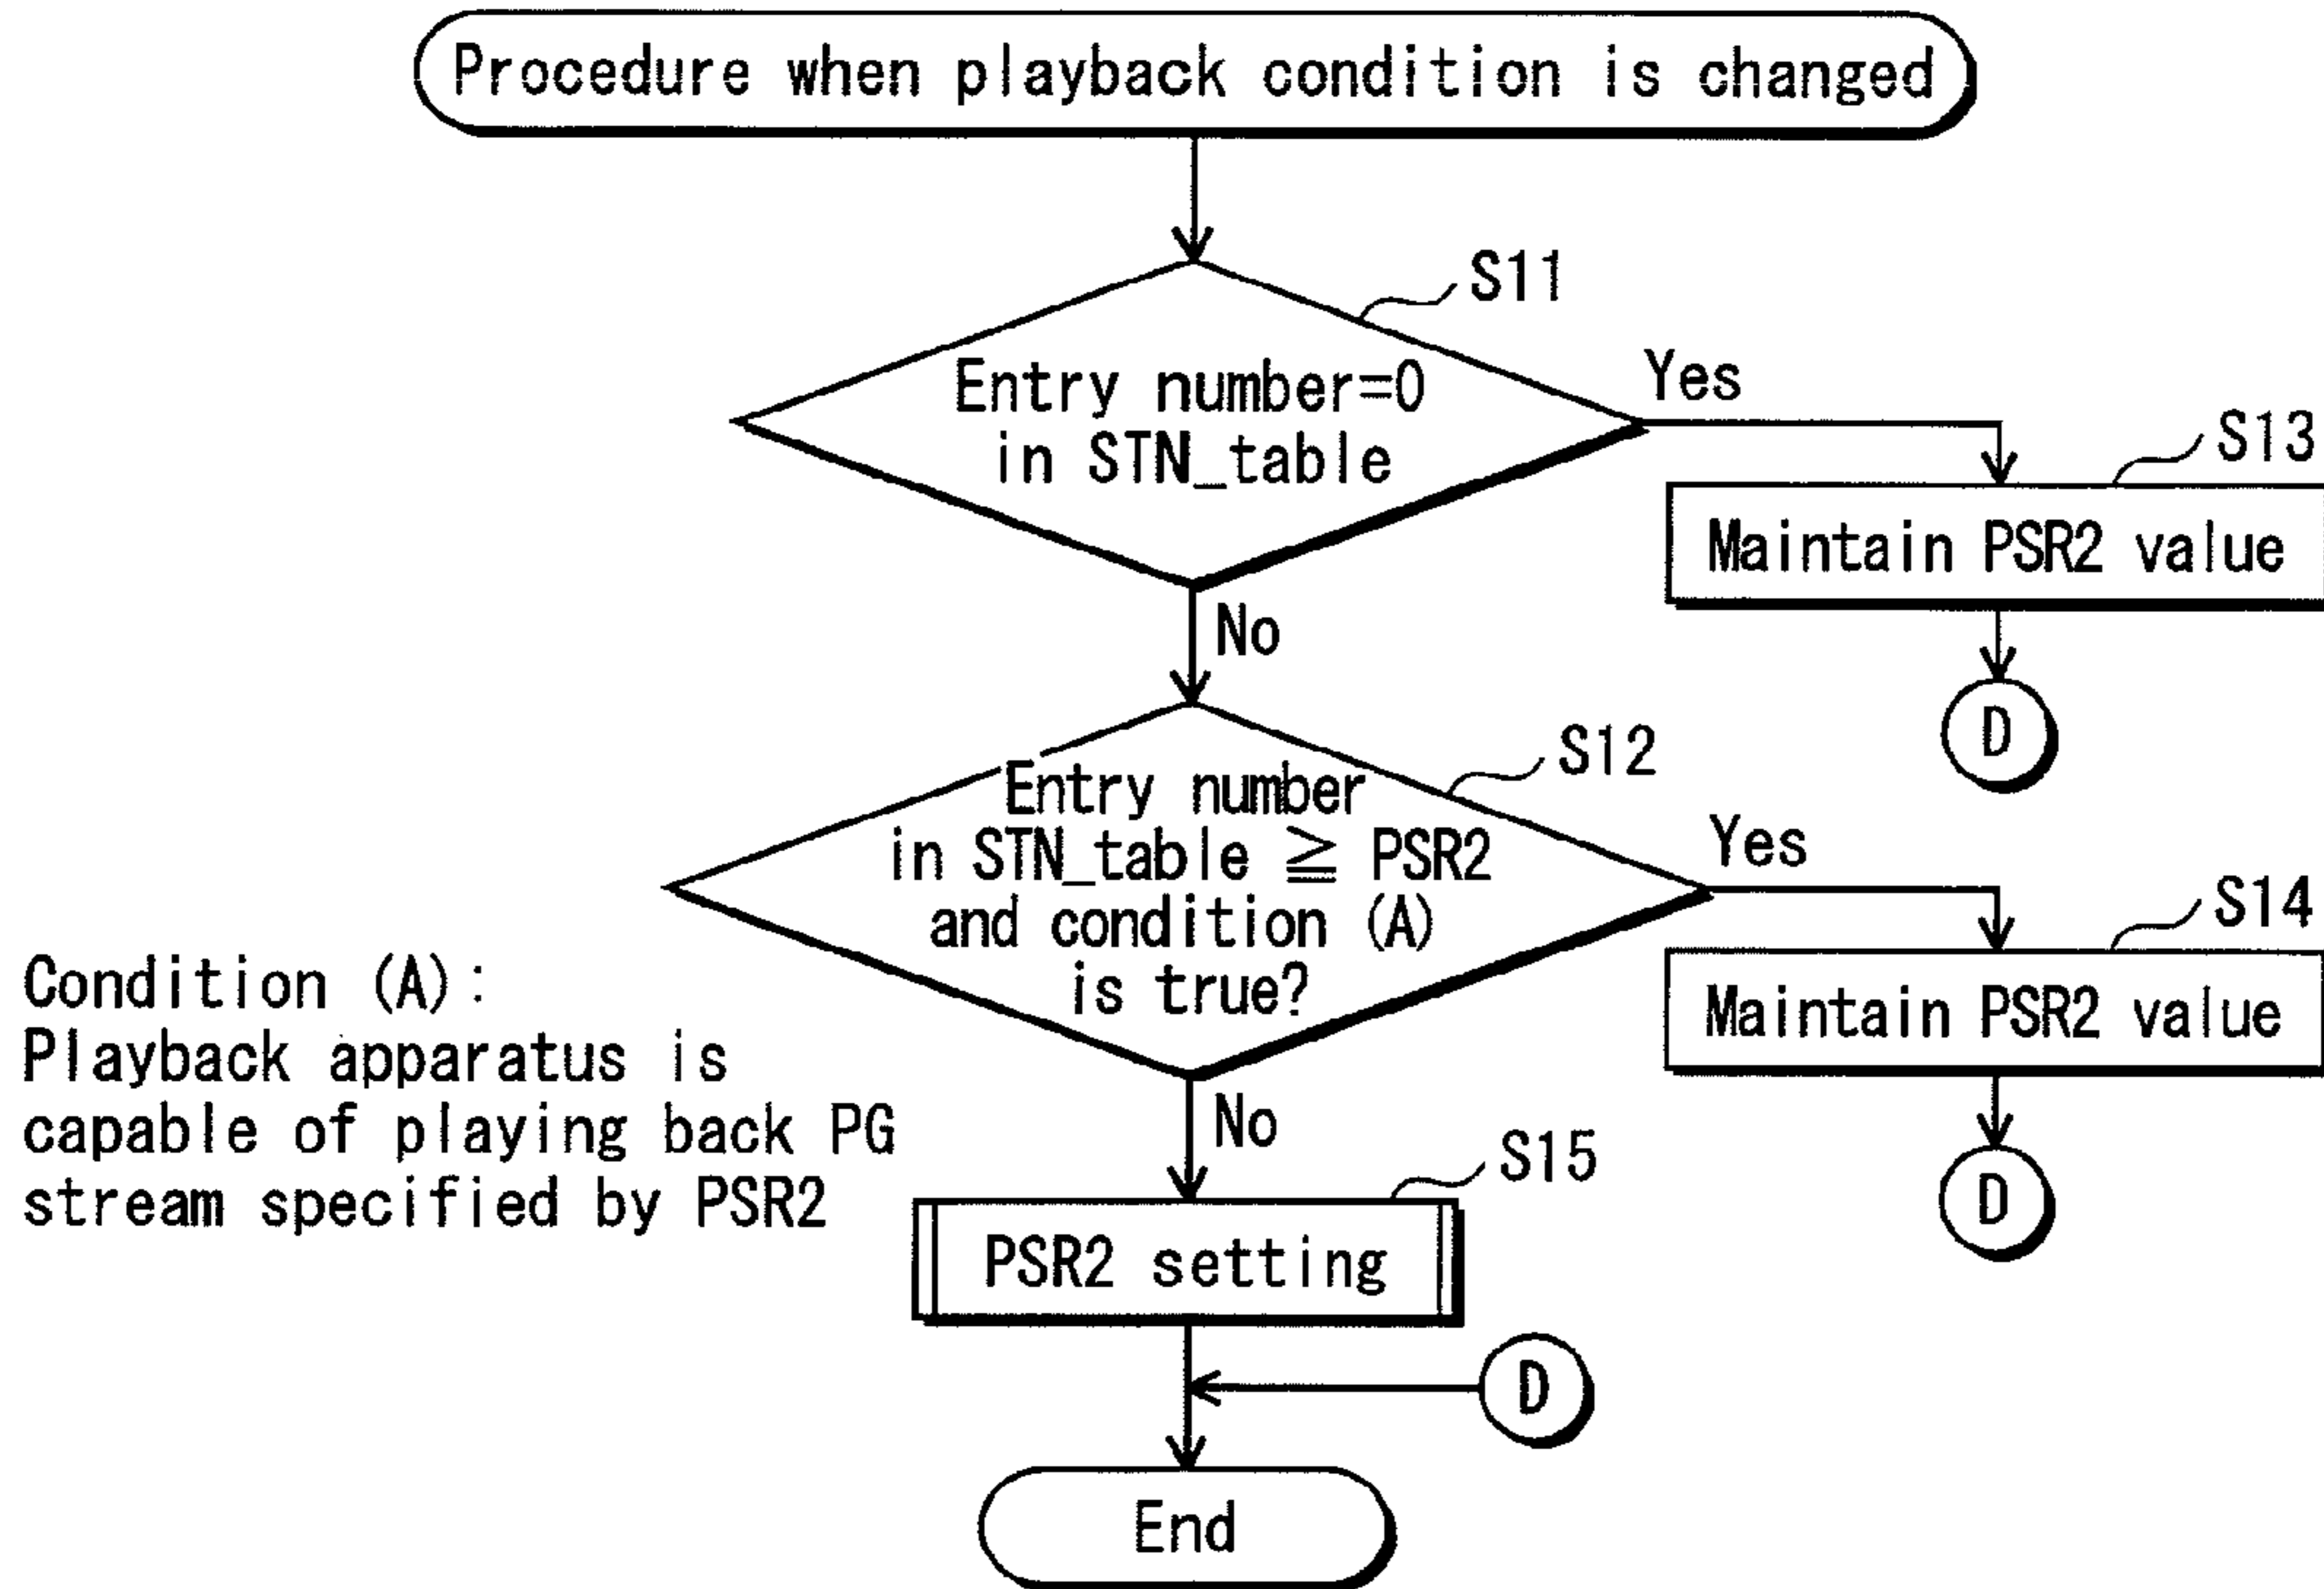 Procedure when playback condition is changed
S11
Entry number=0
in STN_table
Yes
S13
Maintain PSR2 value
D
No
S12
Entry number
in STN_table ≧ PSR2
and condition (A)
is true?
Yes
S14
Maintain PSR2 value
D
Condition (A):
Playback apparatus is
capable of playing back PG
stream specified by PSR2
No
S15
PSR2 setting
D
End